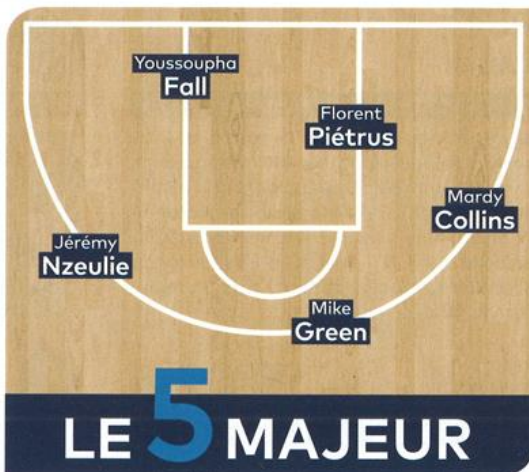 Youssoupha
Fall
Florent
Piétrus
Mardy
Collins
Jérémy
Nzeulie
Mike
Green
LE 5 MAJEUR